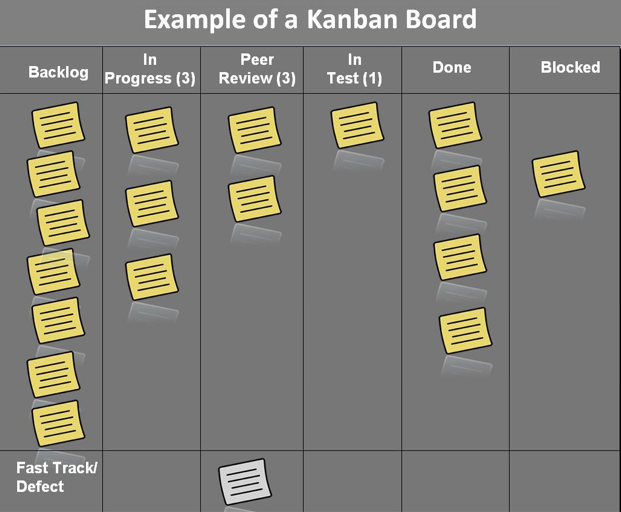 Example of a Kanban Board
Backlog
In
Progress (3)
Peer
Review (3)
In
Test (1)
Done
Blocked
Fast Track/
Defect